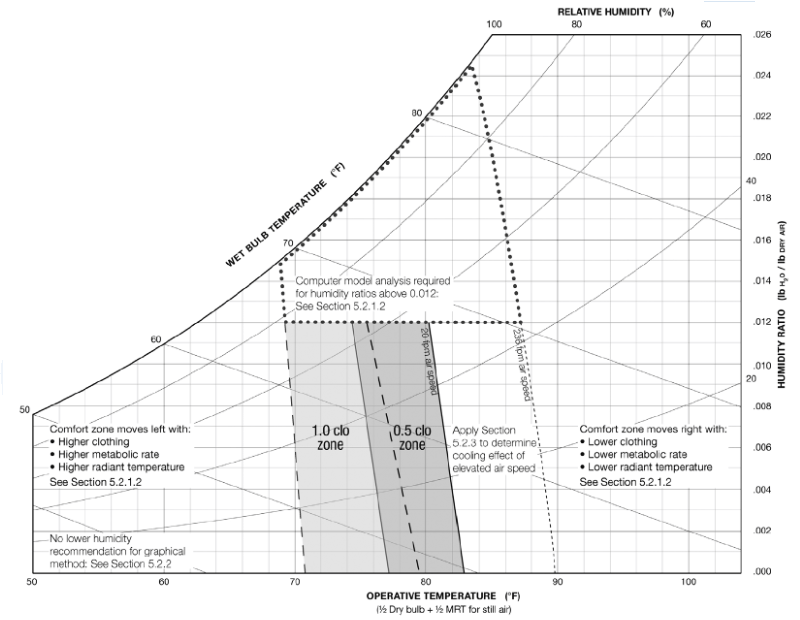 RELATIVE HUMIDITY (%)
100
80
60
.026
.024
80
.022
.020
40
.018
WET BULB TEMPERATURE (°F)
70
.016
.014
Computer model analysis required
for humidity ratios above 0.012:
See Section 5.2.1.2
.012
60
.010
20
.008
HUMIDITY RATIO (lb H₂O / lb DRY AIR)
50
20 fpm air speed
236 fpm air speed
Comfort zone moves left with:
• Higher clothing
• Higher metabolic rate
• Higher radiant temperature
See Section 5.2.1.2
1.0 clo
zone
0.5 clo
zone
Apply Section
5.2.3 to determine
cooling effect of
elevated air speed
Comfort zone moves right with:
• Lower clothing
• Lower metabolic rate
• Lower radiant temperature
See Section 5.2.1.2
.006
.004
.002
.000
No lower humidity
recommendation for graphical
method: See Section 5.2.2
50
60
70
80
90
100
OPERATIVE TEMPERATURE (°F)
(½ Dry bulb + ½ MRT for still air)